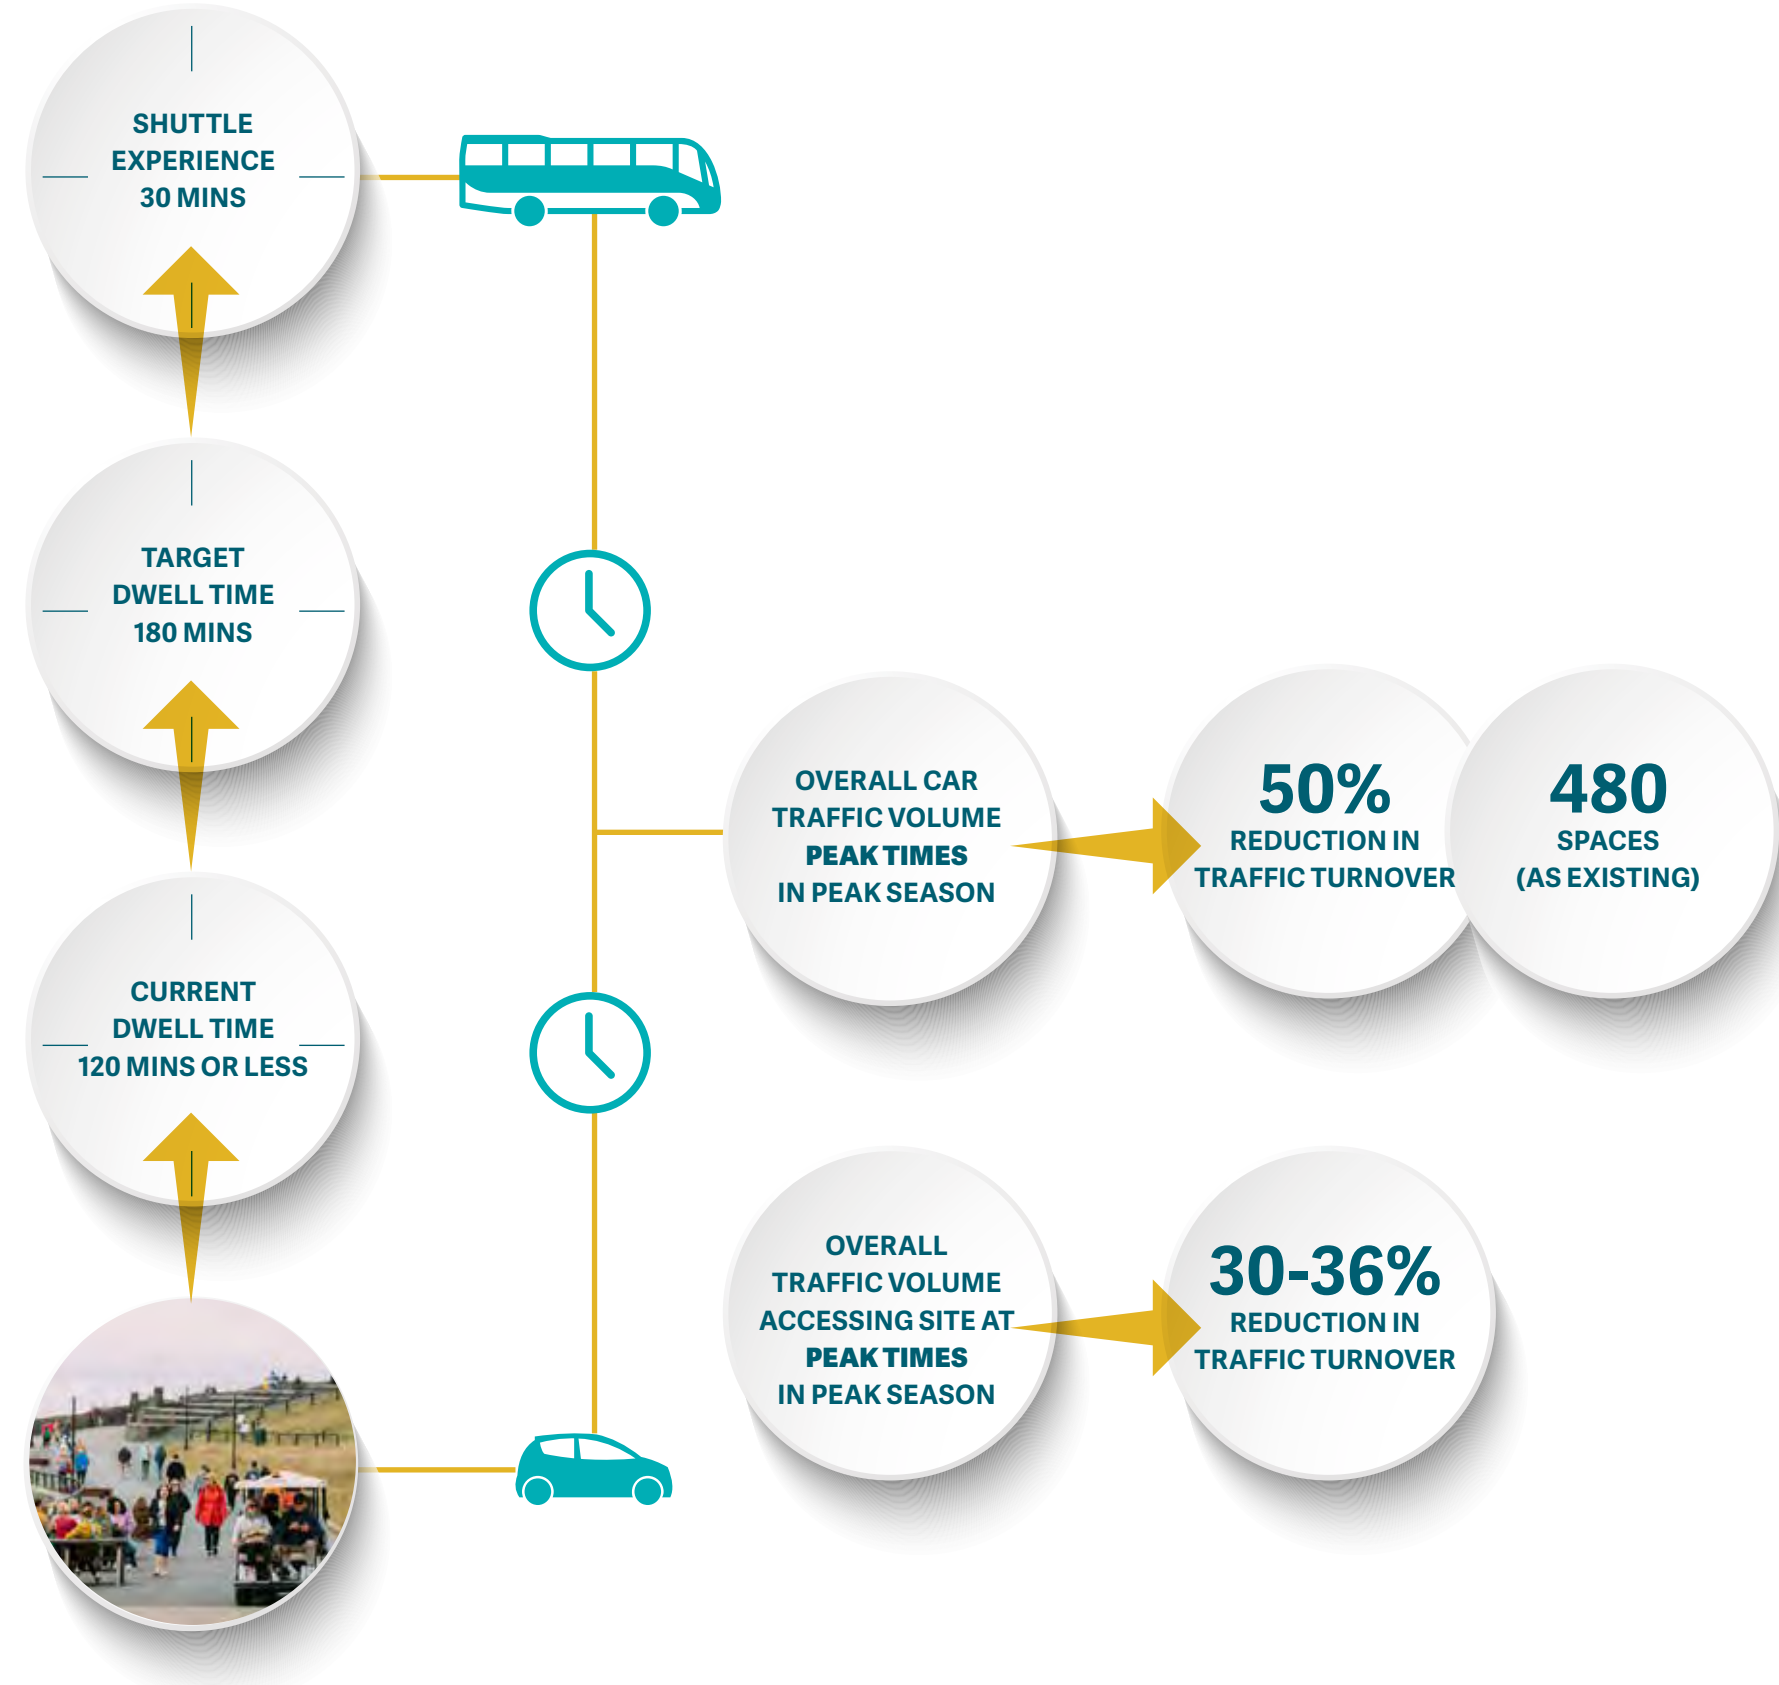 SHUTTLE
EXPERIENCE
30 MINS
TARGET
DWELL TIME
180 MINS
CURRENT
DWELL TIME
120 MINS OR LESS
OVERALL CAR
TRAFFIC VOLUME
PEAK TIMES
IN PEAK SEASON
50%
REDUCTION IN
TRAFFIC TURNOVER
480
SPACES
(AS EXISTING)
OVERALL
TRAFFIC VOLUME
ACCESSING SITE AT
PEAK TIMES
IN PEAK SEASON
30-36%
REDUCTION IN
TRAFFIC TURNOVER